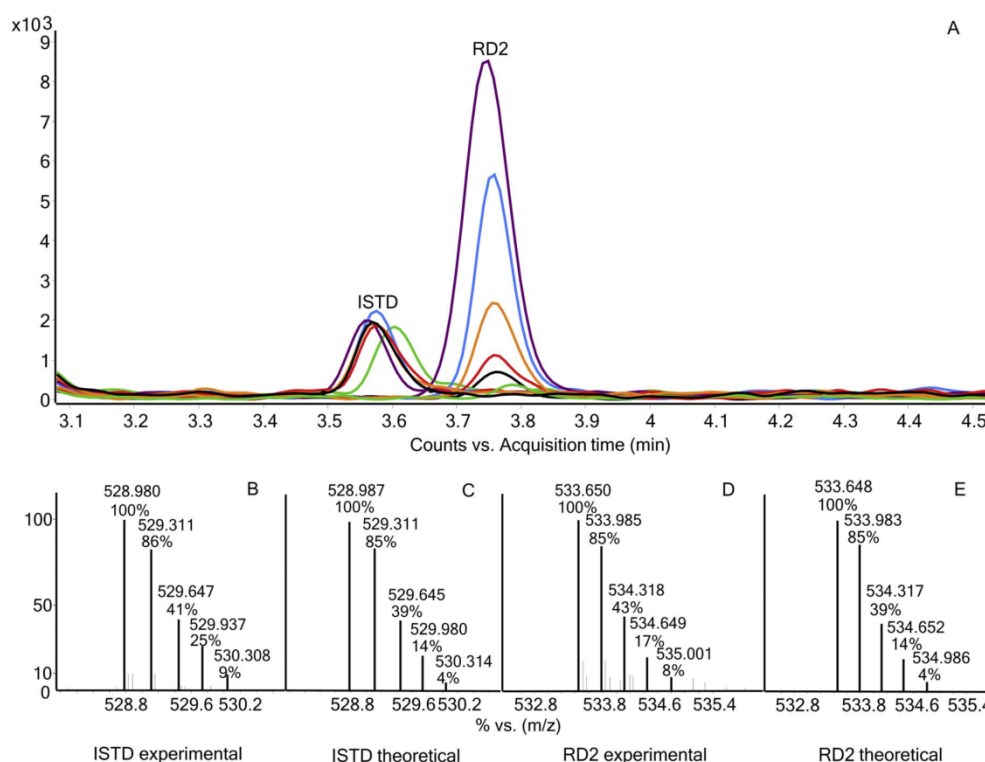 x10³
A
9
8
7
6
5
4
3
2
1
0
RD2
ISTD
3.1 3.2 3.3 3.4 3.5 3.6 3.7 3.8 3.9 4 4.1 4.2 4.3 4.4 4.5
Counts vs. Acquisition time (min)
100
50
10
0
B
528.980
100%
529.311
86%
529.647
41%
529.937
25%
530.308
9%
528.8 529.6 530.2
C
528.987
100%
529.311
85%
529.645
39%
529.980
14%
530.314
4%
528.8 529.6 530.2
D
533.650
100%
533.985
85%
534.318
43%
534.649
17%
535.001
8%
532.8 533.8 534.6 535.4
E
533.648
100%
533.983
85%
534.317
39%
534.652
14%
534.986
4%
532.8 533.8 534.6 535.4
% vs. (m/z)
ISTD experimental
ISTD theoretical
RD2 experimental
RD2 theoretical